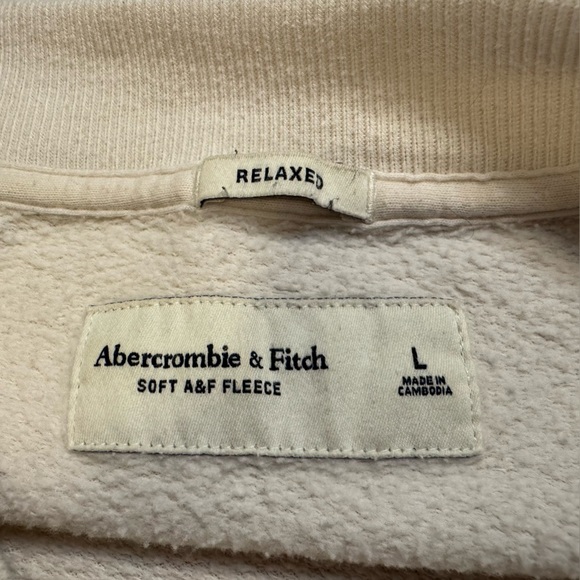 RELAXED
Abercrombie & Fitch
SOFT A&F FLEECE
L
MADE IN
CAMBODIA